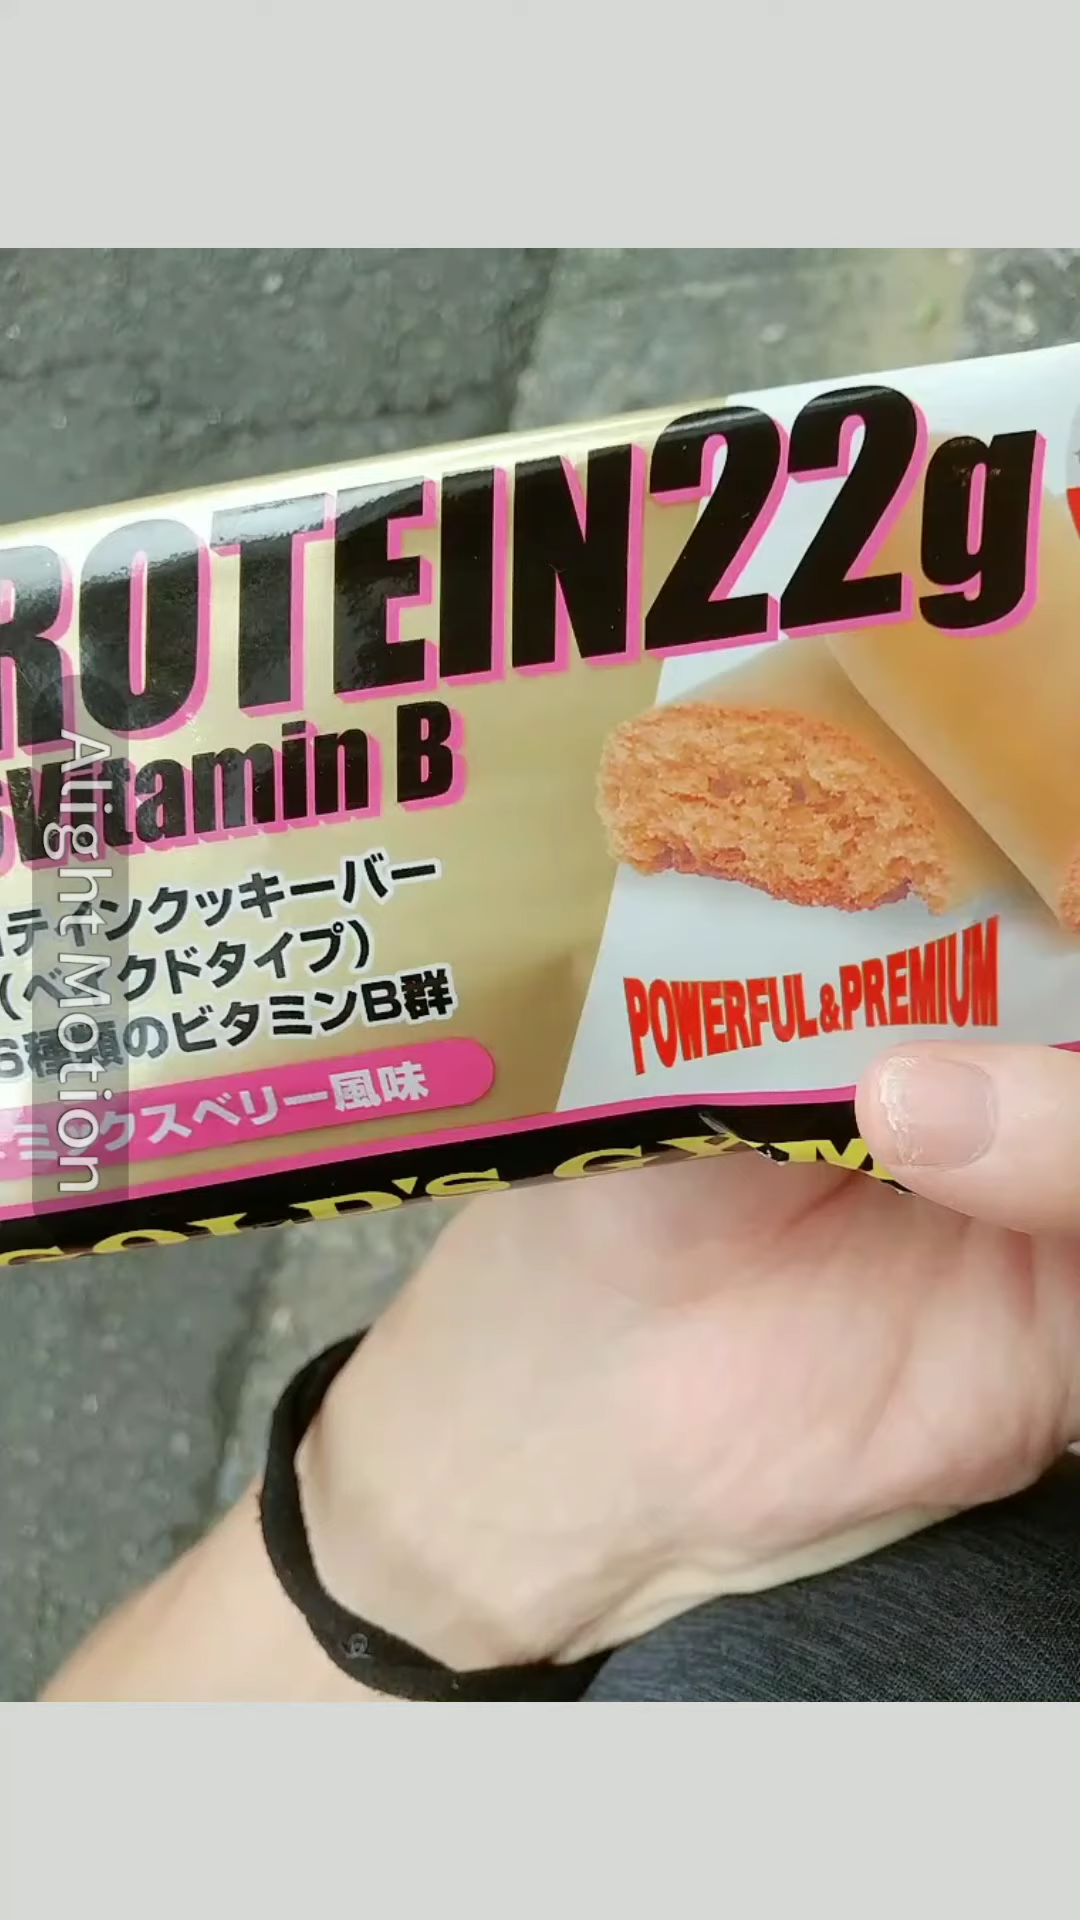 ROTEIN22g
Vitamin B
テインクッキーバー
(ベイクドタイプ)
6種類のビタミンB群
ミックスベリー風味
POWERFUL&PREMIUM
GOLD'S GYM
Alight Motion